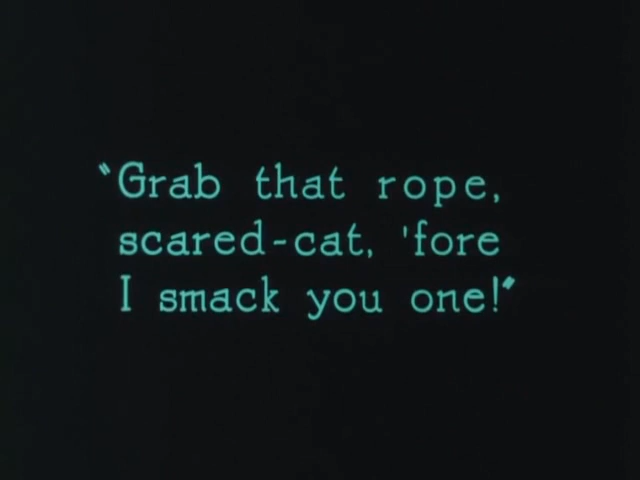 "Grab that rope,
scared-cat, 'fore
I smack you one!"